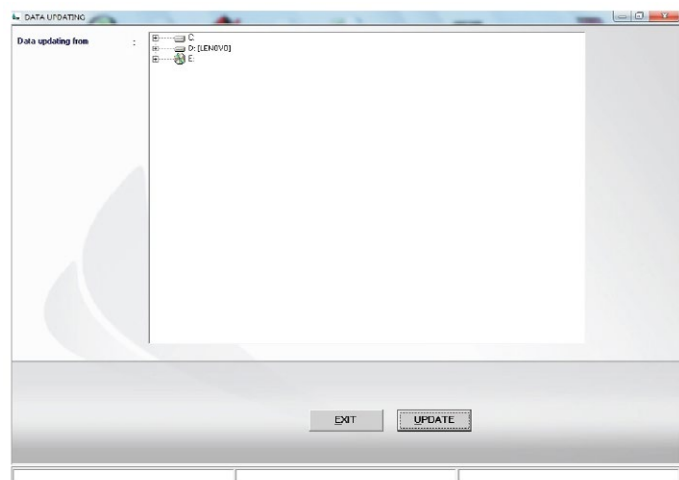 DATA UPDATING
Data updating from :
C:
D: [LENOVO]
E:
EXIT UPDATE